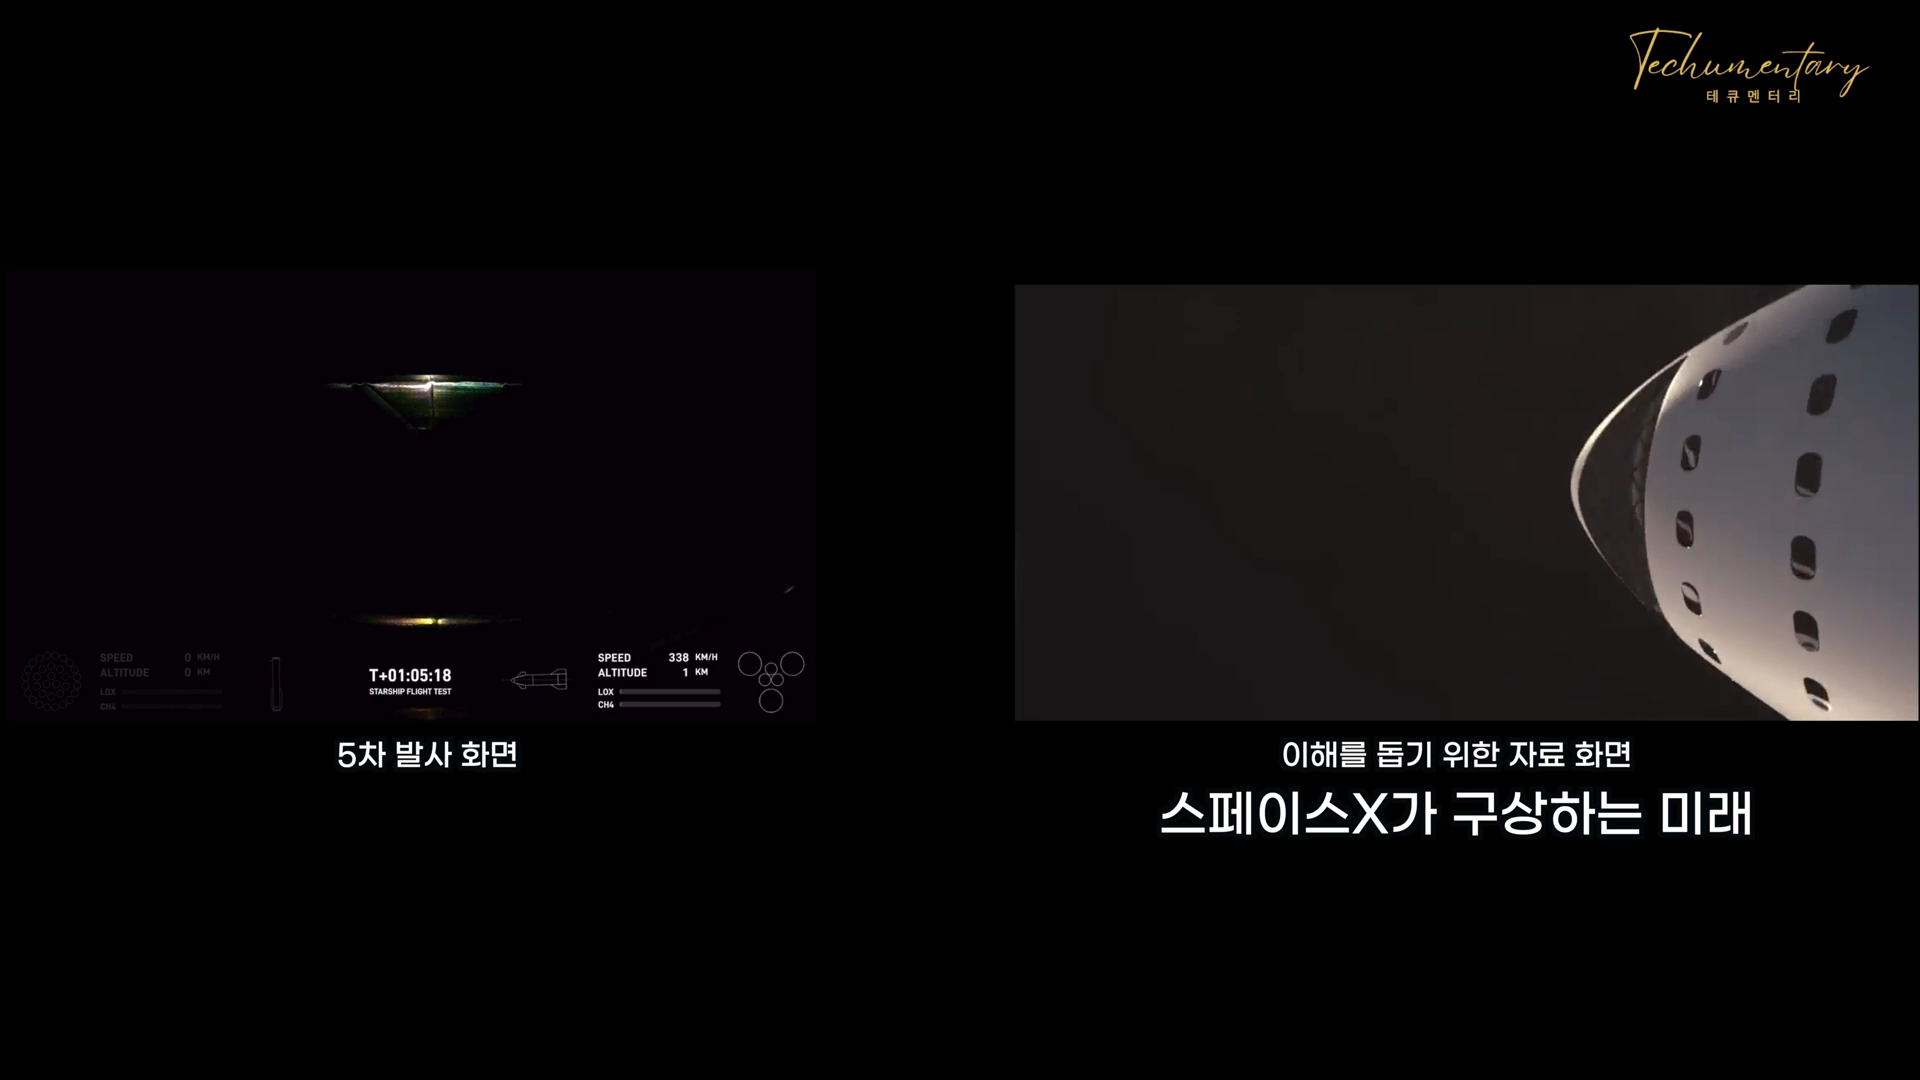 Techumentary
테큐멘터리
SPEED 0 KM/H
ALTITUDE 0 KM
LOX
CH4
T+01:05:18
STARSHIP FLIGHT TEST
SPEED 338 KM/H
ALTITUDE 1 KM
LOX
CH4
5차 발사 화면
이해를 돕기 위한 자료 화면
스페이스X가 구상하는 미래